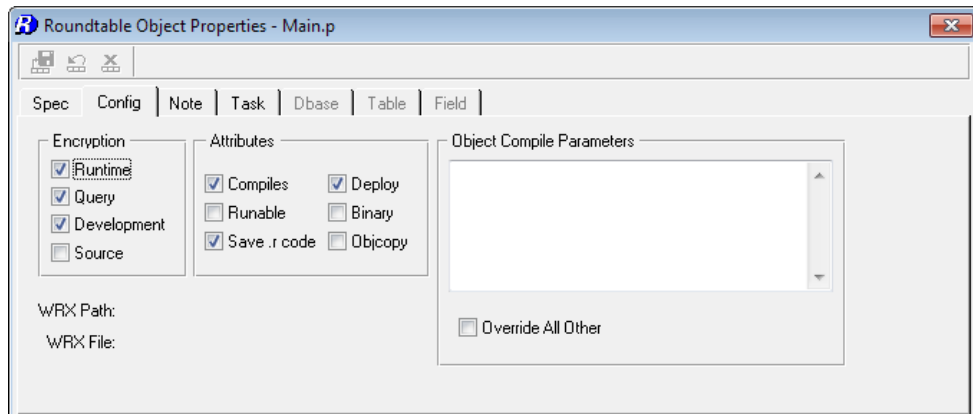 Roundtable Object Properties - Main.p
Spec Config Note Task Dbase Table Field
Encryption Attributes Object Compile Parameters
Runtime
Compiles Deploy
Query
Runable Binary
Development
Save .r code Objcopy
Source
WRX Path:
Override All Other
WRX File: